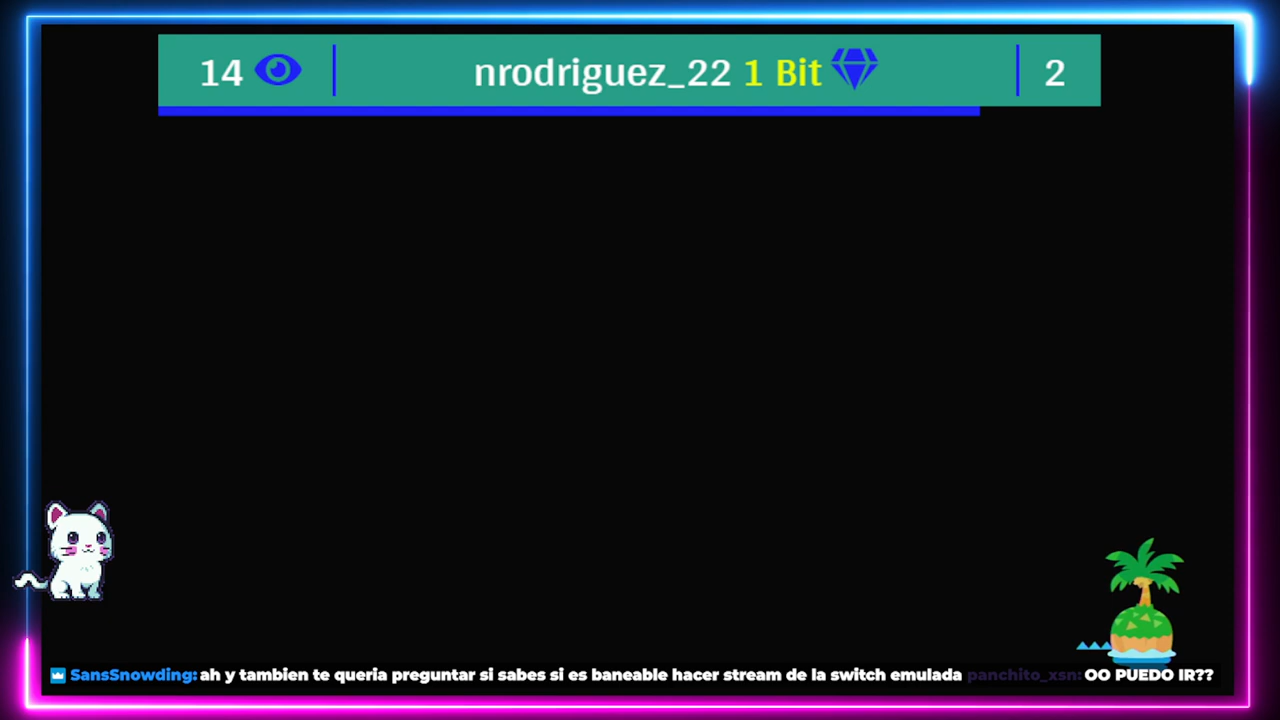 14 nrodriguez_22 1 Bit 2
SansSnowding: ah y tambien te queria preguntar si sabes si es baneable hacer stream de la switch emulada panchito_xsn: OO PUEDO IR??